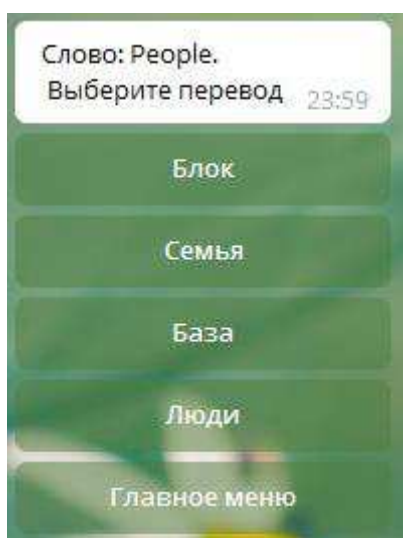 Слово: People.
Выберите перевод 23:59
Блок
Семья
База
Люди
Главное меню